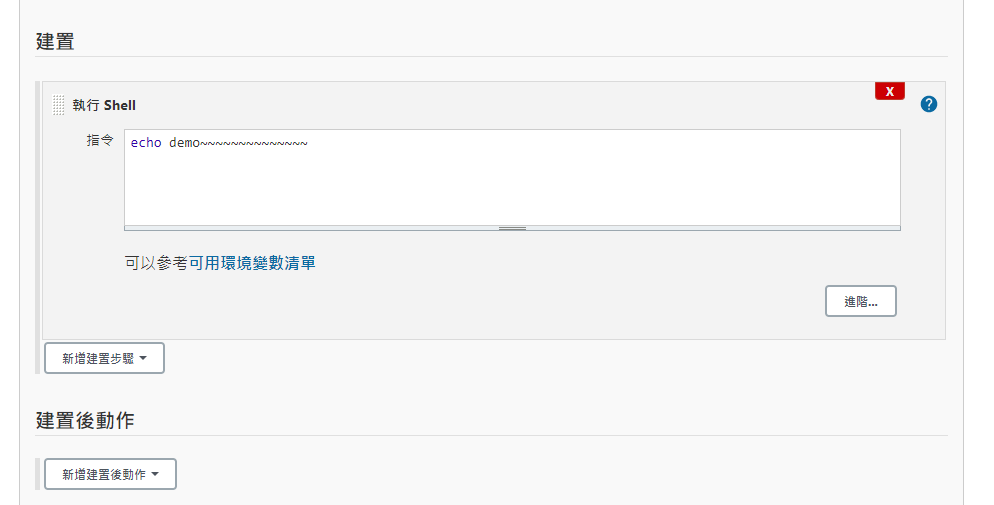 建置
執行 Shell
X
?
指令
echo demo~~~~~~~~~~~~~~
可以參考可用環境變數清單
進階...
新增建置步驟
建置後動作
新增建置後動作